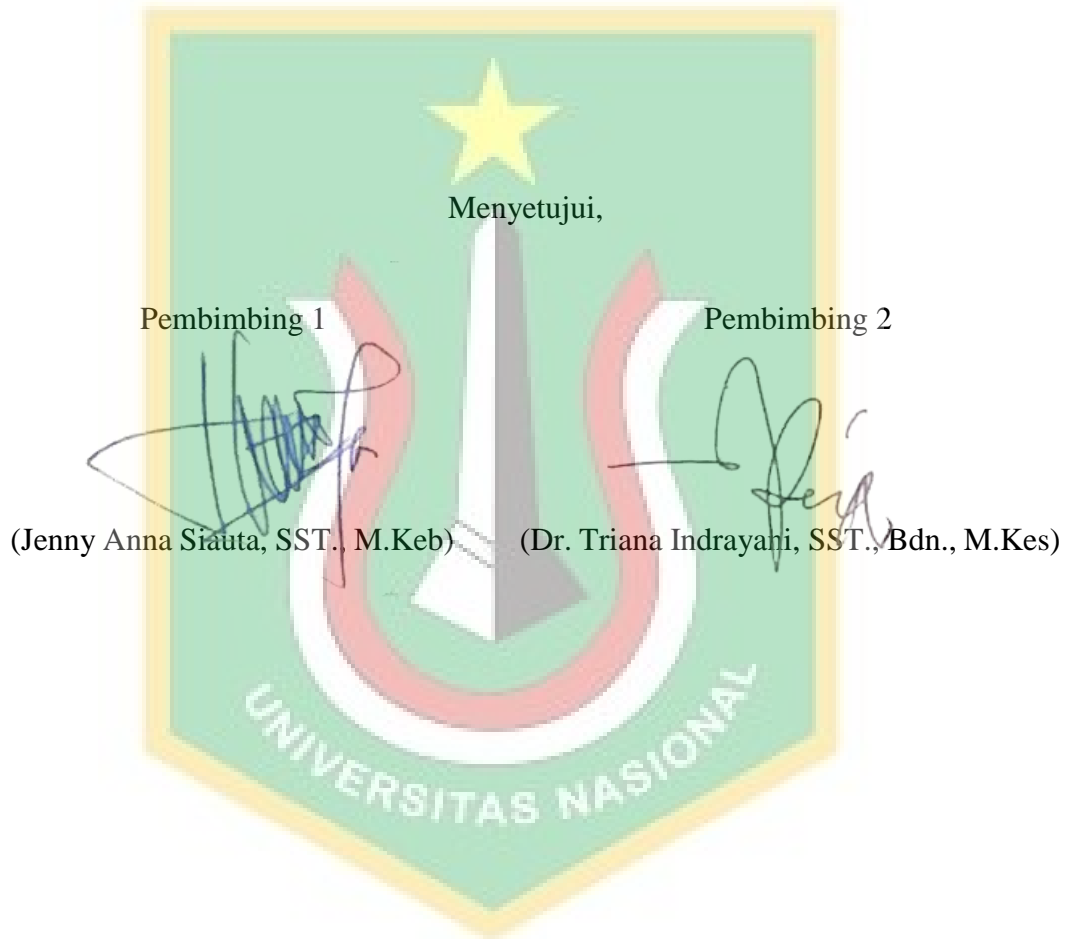 Menyetujui,
Pembimbing 1 Pembimbing 2
(Jenny Anna Siauta, SST., M.Keb) (Dr. Triana Indrayani, SST., Bdn., M.Kes)
UNIVERSITAS NASIONAL